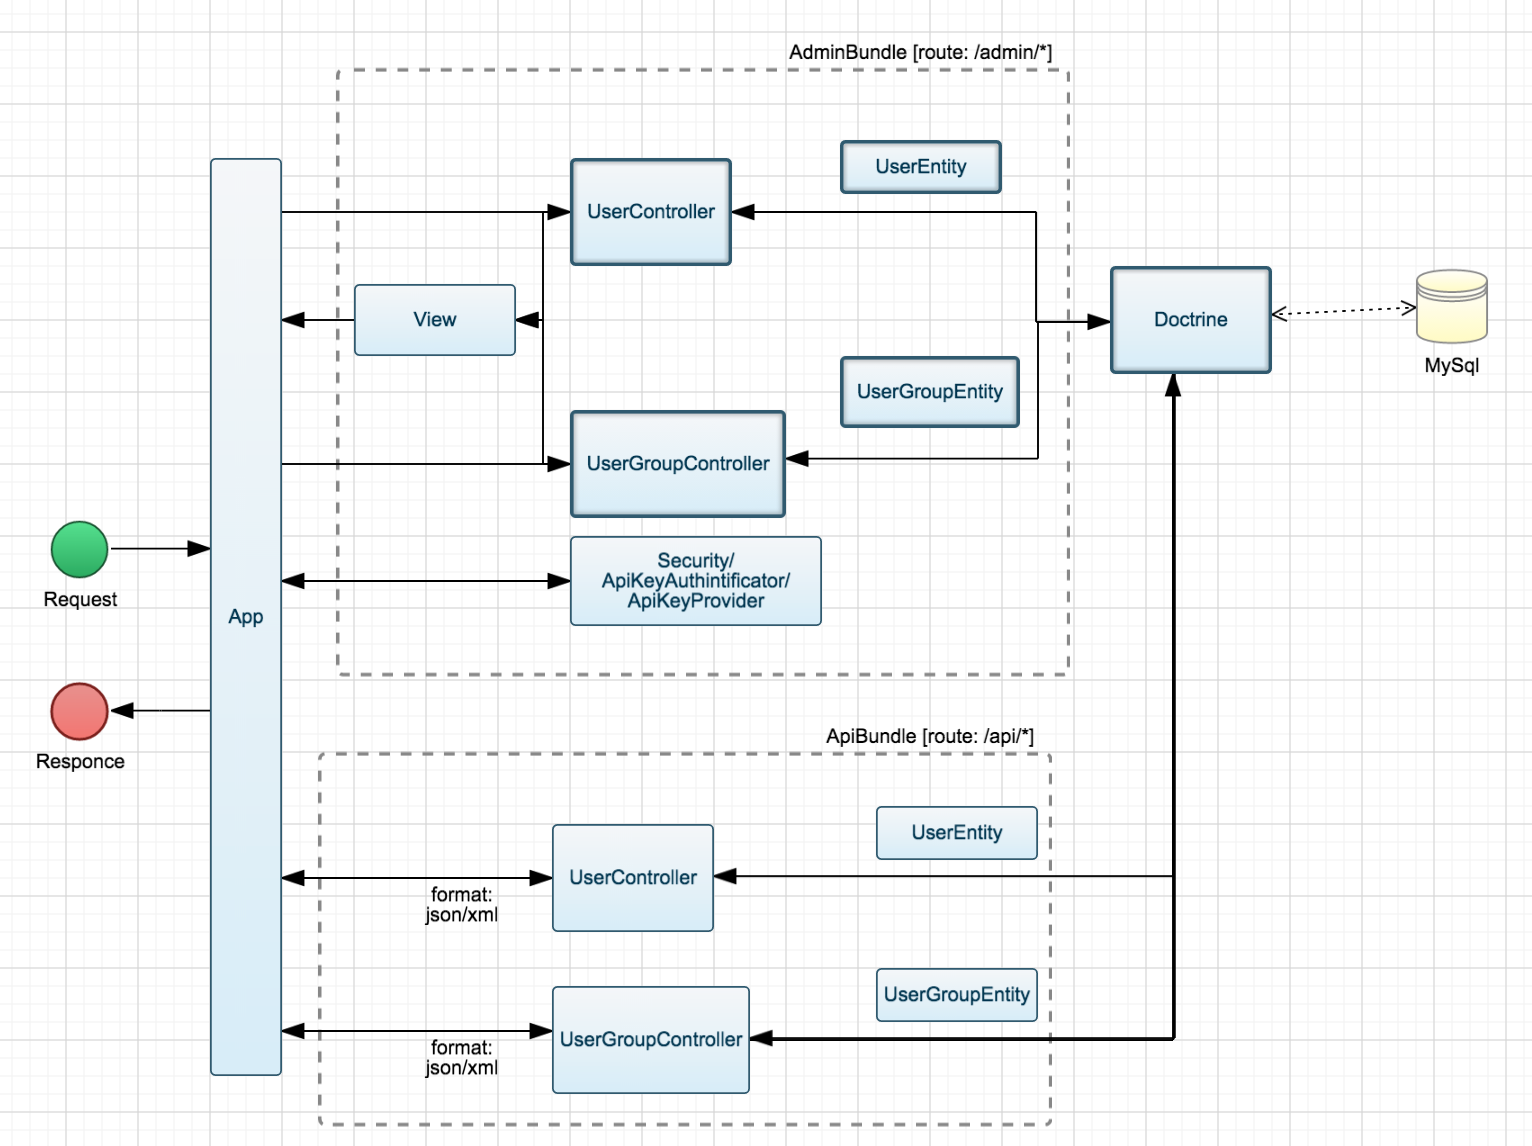 AdminBundle [route: /admin/*]
UserEntity
UserController
View
Doctrine
MySql
UserGroupEntity
UserGroupController
Request
Security/
ApiKeyAuthintificator/
ApiKeyProvider
App
Responce
ApiBundle [route: /api/*]
UserEntity
UserController
format:
json/xml
UserGroupEntity
UserGroupController
format:
json/xml